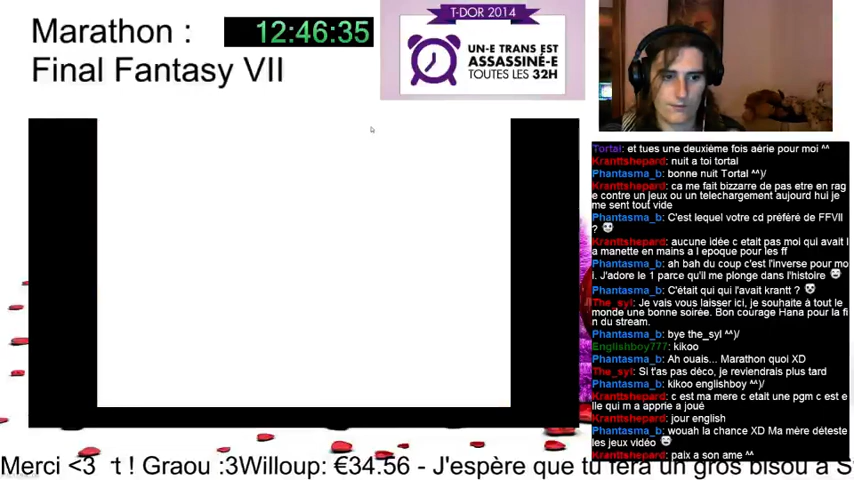 Marathon :
Final Fantasy VII
12:46:35
T-DOR 2014
UN-E TRANS EST
ASSASSINÉ-E
TOUTES LES 32H
Tortal: et tues une deuxiéme fois aérie pour moi ^^
Kranttshepard: nuit a toi tortal
Phantasma_b: bonne nuit Tortal ^^)/
Kranttshepard: ca me fait bizzarre de pas etre en rag
e contre un jeux ou un telechargement aujourd hui je
me sent tout vide
Phantasma_b: C'est lequel votre cd préféré de FFVII
?
Kranttshepard: aucune idée c etait pas moi qui avait l
a manette en mains a l epoque pour les ff
Phantasma_b: ah bah du coup c'est l'inverse pour mo
i. J'adore le 1 parce qu'il me plonge dans l'histoire
Phantasma_b: C'était qui qui l'avait krantt ?
The_syl: Je vais vous laisser ici, je souhaite à tout le
monde une bonne soirée. Bon courage Hana pour la fi
n du stream.
Phantasma_b: bye the_syl ^^)/
Englishboy777: kikoo
Phantasma_b: Ah ouais... Marathon quoi XD
The_syl: Si t'as pas déco, je reviendrais plus tard
Phantasma_b: kikoo englishboy ^^)/
Kranttshepard: c est ma mere c etait une pgm c est e
lle qui m a apprie a joué
Kranttshepard: jour english
Phantasma_b: wouah la chance XD Ma mère déteste
les jeux vidéo
Kranttshepard: paix a son ame ^^
Merci <3 t ! Graou :3Willoup: €34.56 - J'espère que tu fera un gros bisou a S